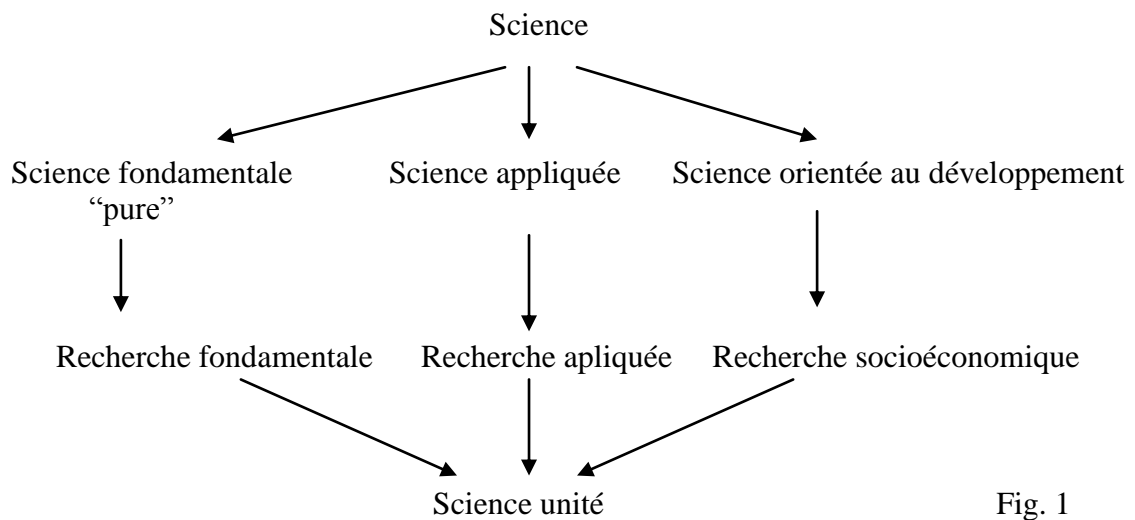 Science
Science fondamentale Science appliquée Science orientée au développement
“pure”
Recherche fondamentale Recherche apliquée Recherche socioéconomique
Science unité Fig. 1